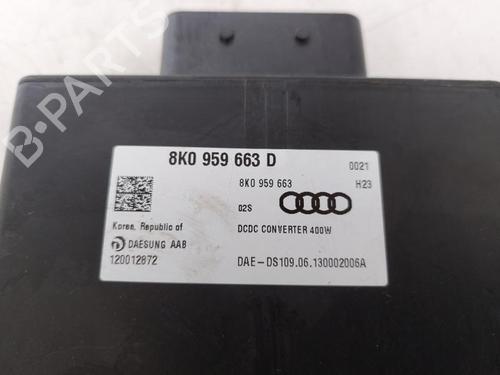 B-PARTS
8K0 959 663 D
0021
8K0 959 663
H23
02S
Korea, Republic of
DCDC CONVERTER 400W
DAESUNG AAB
120012872
DAE-DS109.06.130002006A